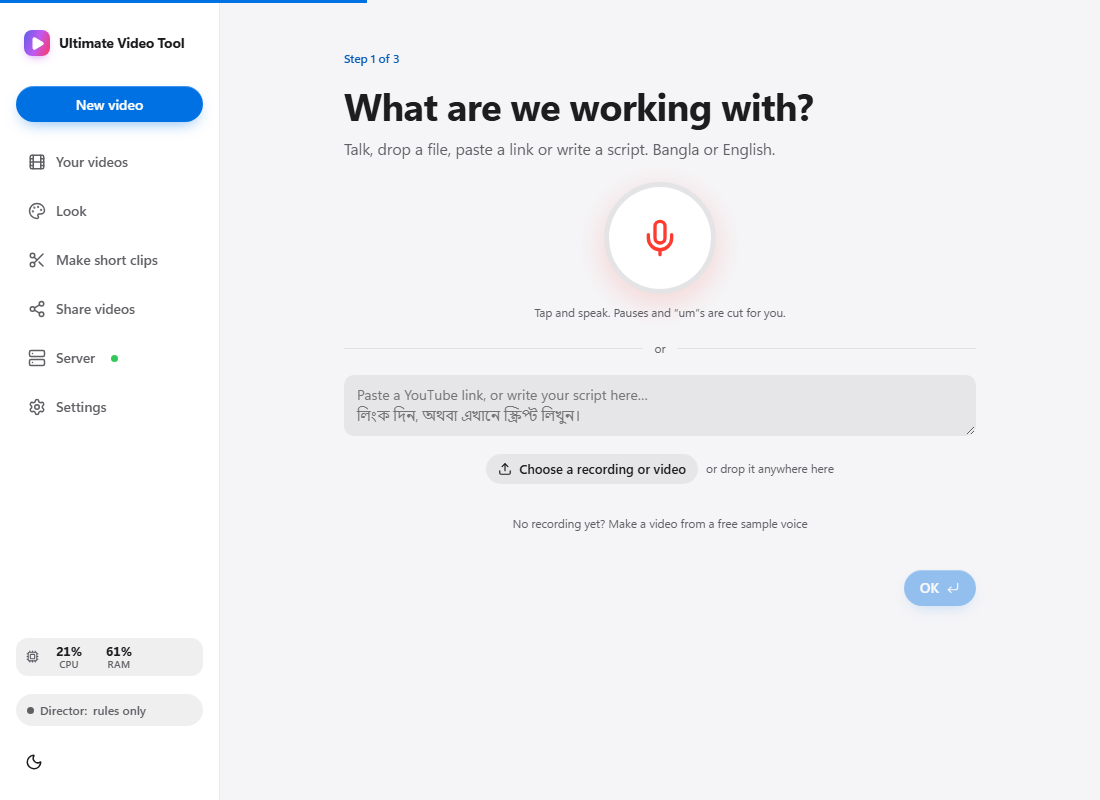 Ultimate Video Tool
New video
Your videos
Look
Make short clips
Share videos
Server
Settings
21%
CPU
61%
RAM
Director: rules only
Step 1 of 3
What are we working with?
Talk, drop a file, paste a link or write a script. Bangla or English.
Tap and speak. Pauses and “um”s are cut for you.
or
Paste a YouTube link, or write your script here...
লিংক দিন, অথবা এখানে স্ক্রিপ্ট লিখুন।
Choose a recording or video
or drop it anywhere here
No recording yet? Make a video from a free sample voice
OK